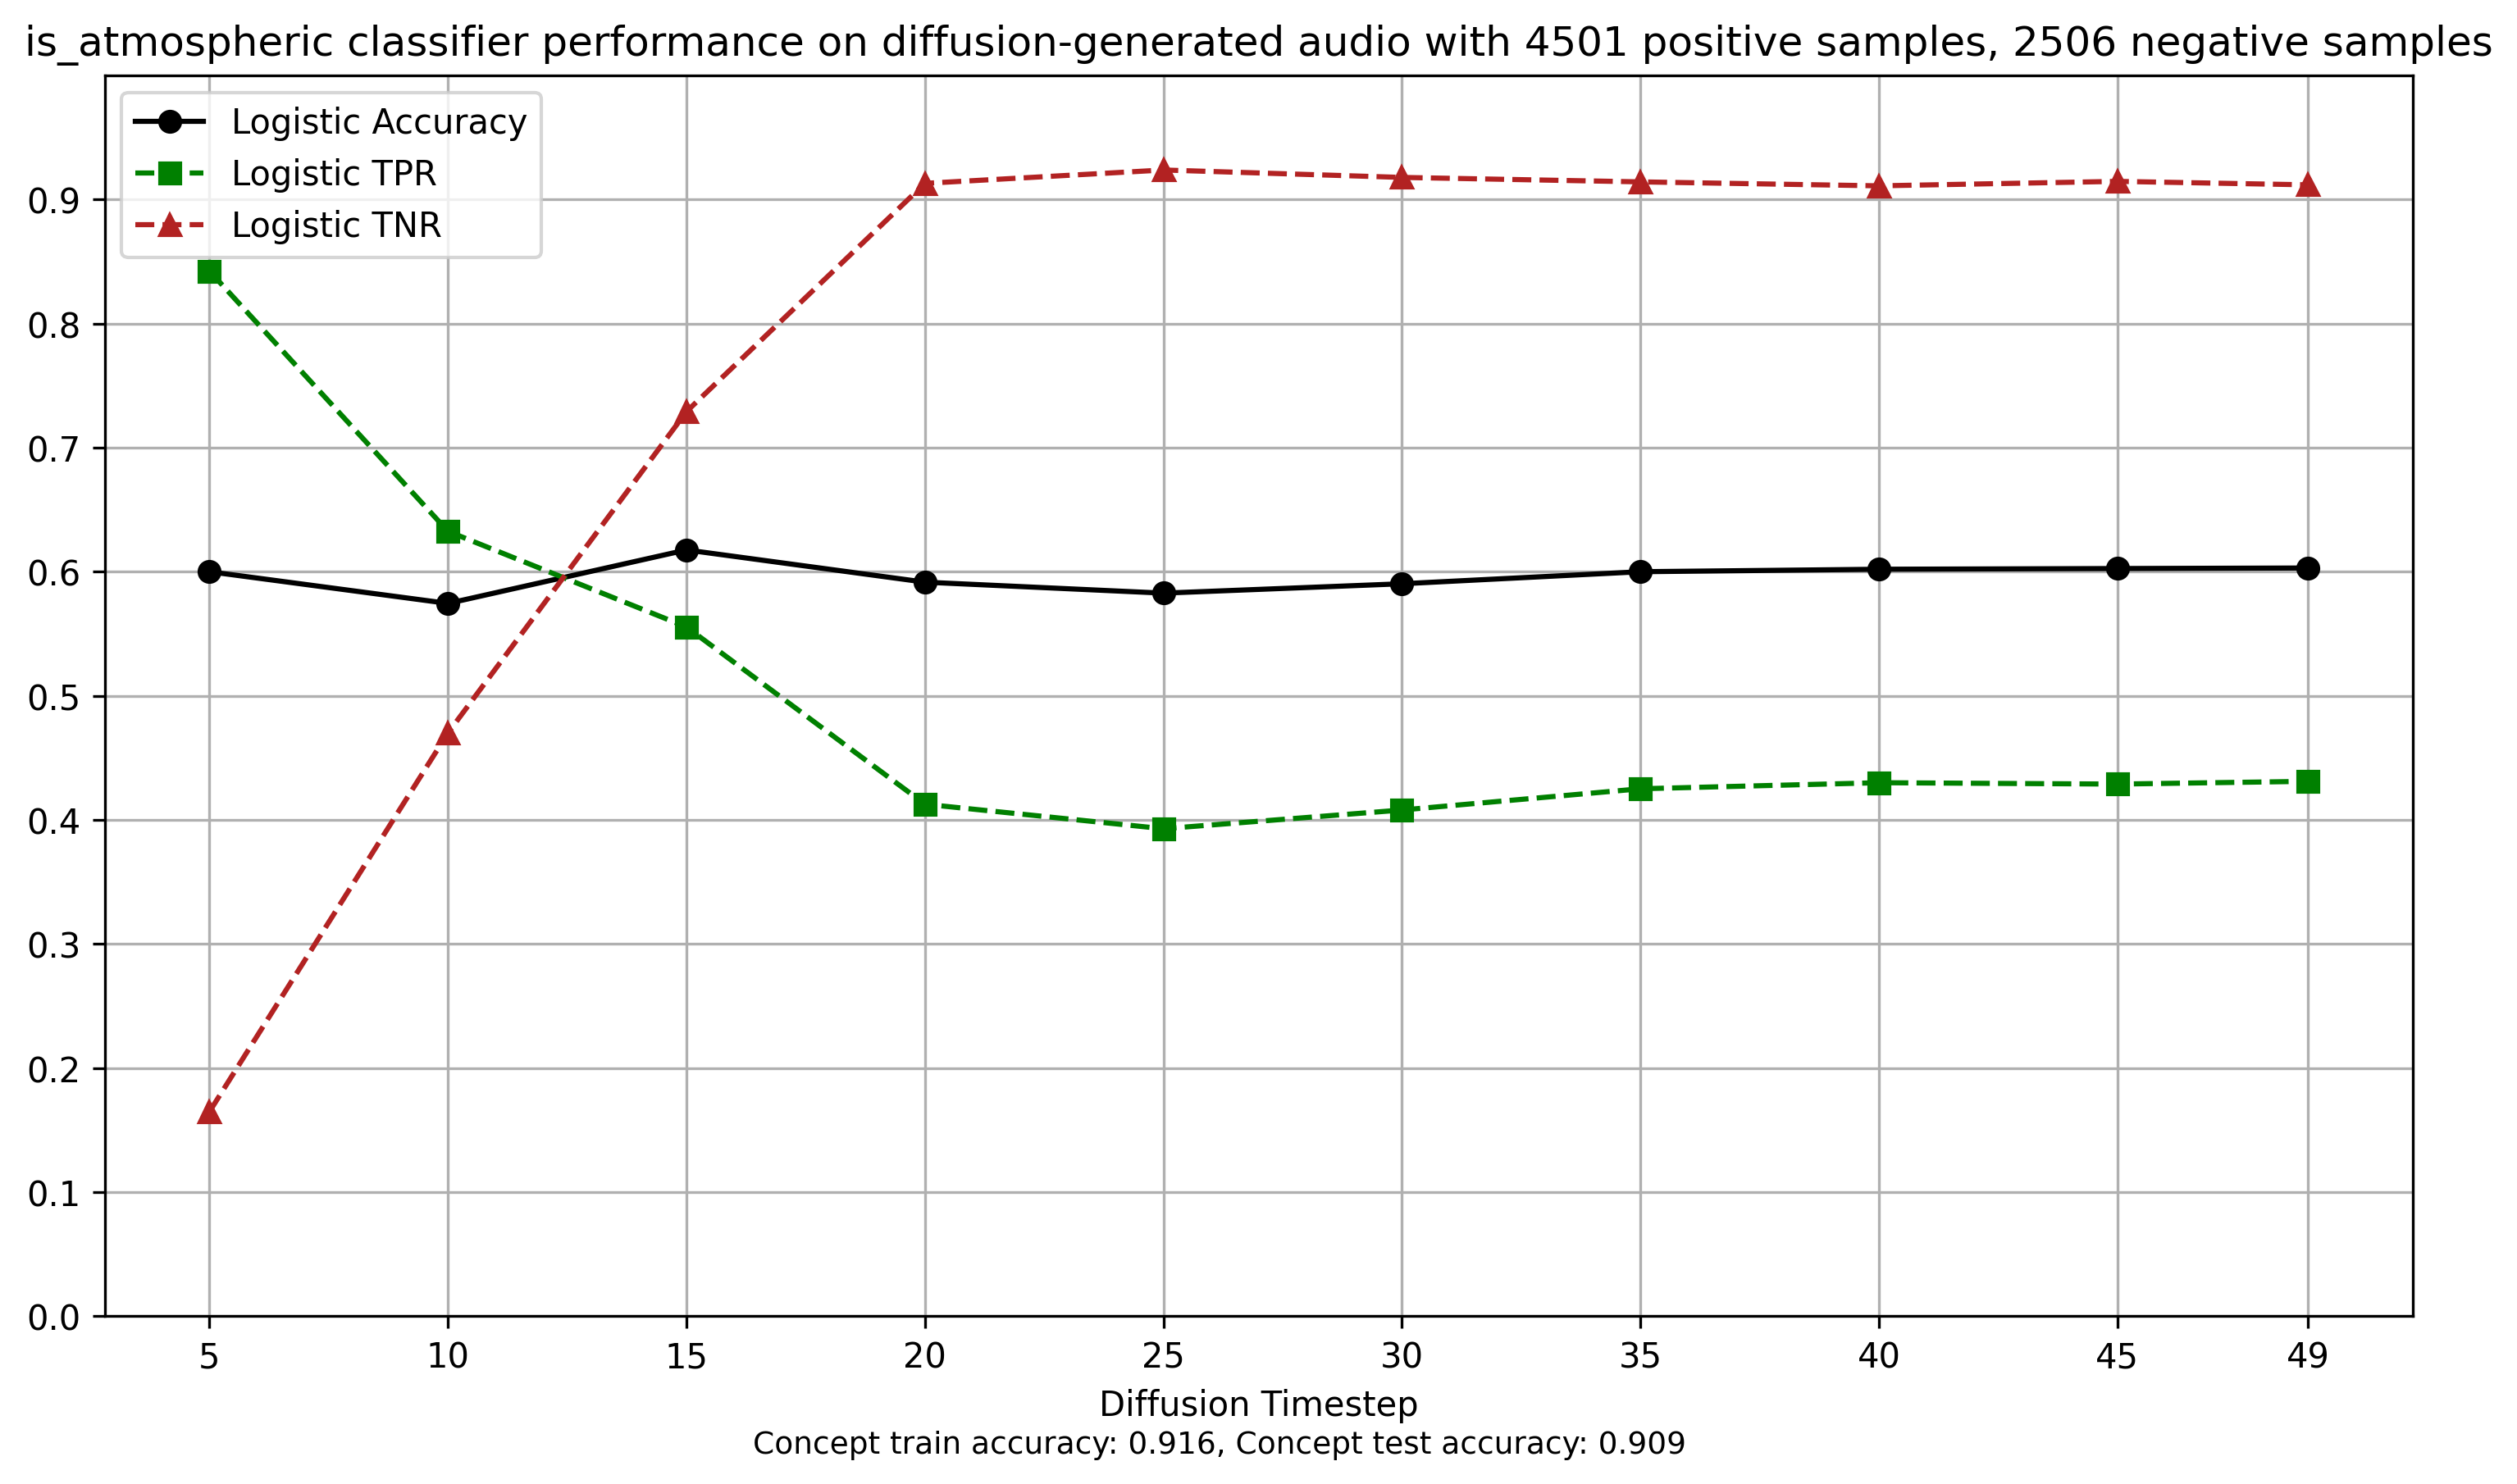 is_atmospheric classifier performance on diffusion-generated audio with 4501 positive samples, 2506 negative samples
Logistic Accuracy
Logistic TPR
Logistic TNR
0.9
0.8
0.7
0.6
0.5
0.4
0.3
0.2
0.1
0.0
5 10 15 20 25 30 35 40 45 49
Diffusion Timestep
Concept train accuracy: 0.916, Concept test accuracy: 0.909